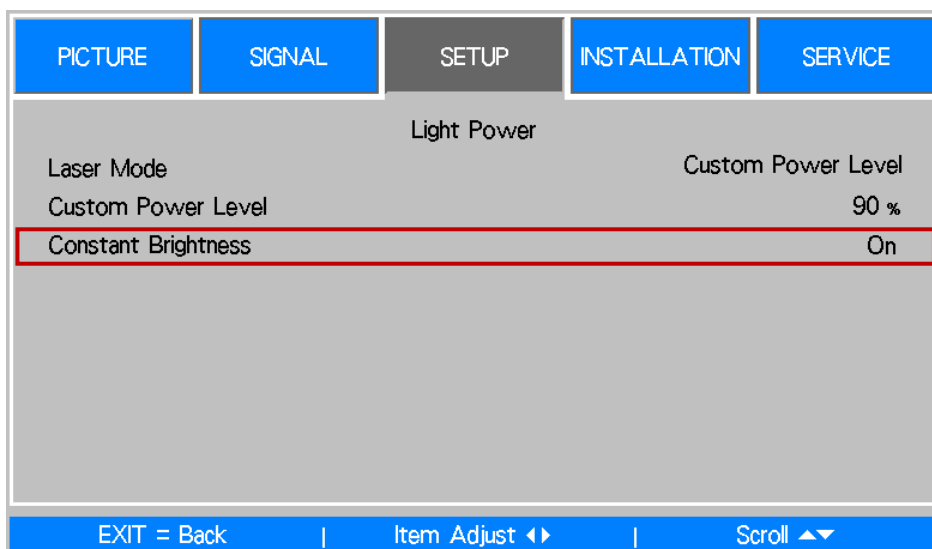 PICTURE SIGNAL SETUP INSTALLATION SERVICE
Light Power
Laser Mode Custom Power Level
Custom Power Level 90 %
Constant Brightness On
EXIT = Back | Item Adjust ◂▸ | Scroll ▴▾